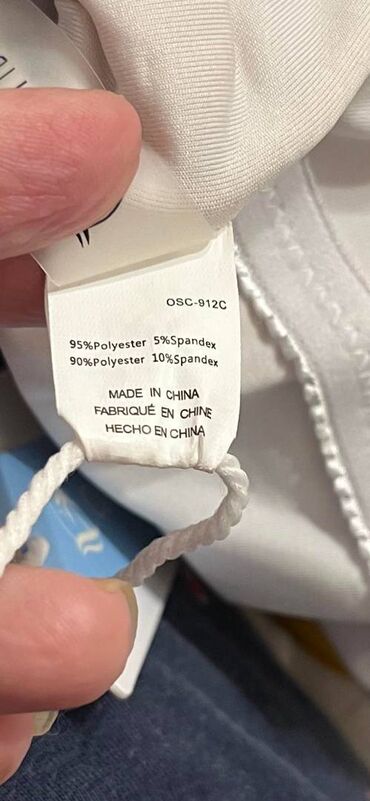 OSC-912C
95%Polyester 5%Spandex
90%Polyester 10%Spandex
MADE IN CHINA
FABRIQUÉ EN CHINE
HECHO EN CHINA